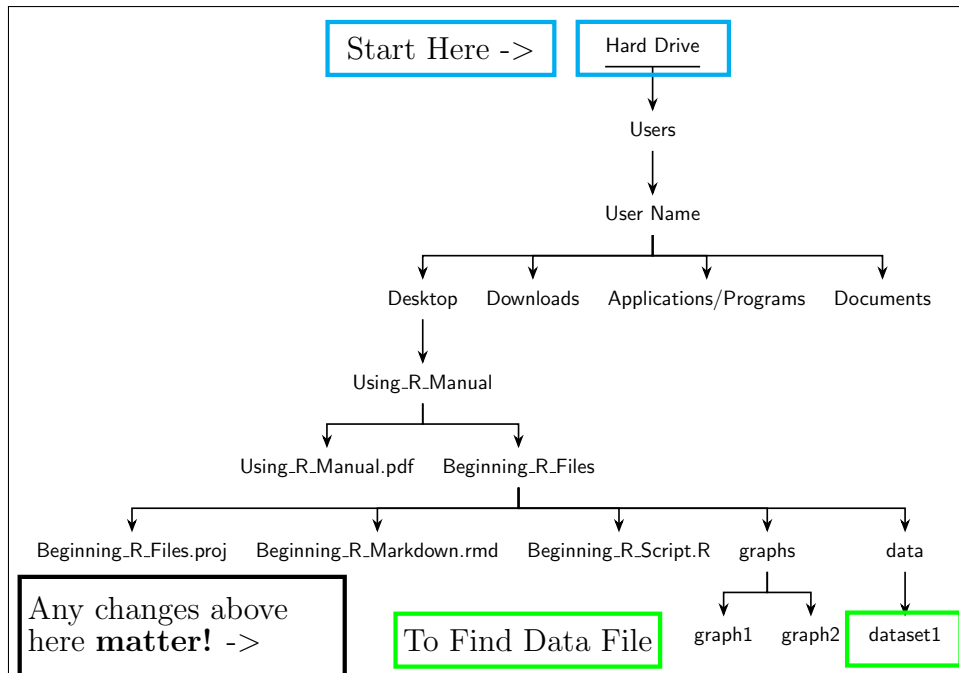 Start Here -> Hard Drive
Users
User Name
Desktop Downloads Applications/Programs Documents
Using_R_Manual
Using_R_Manual.pdf Beginning_R_Files
Beginning_R_Files.proj Beginning_R_Markdown.rmd Beginning_R_Script.R graphs data
Any changes above
here matter! ->
To Find Data File
graph1 graph2 dataset1